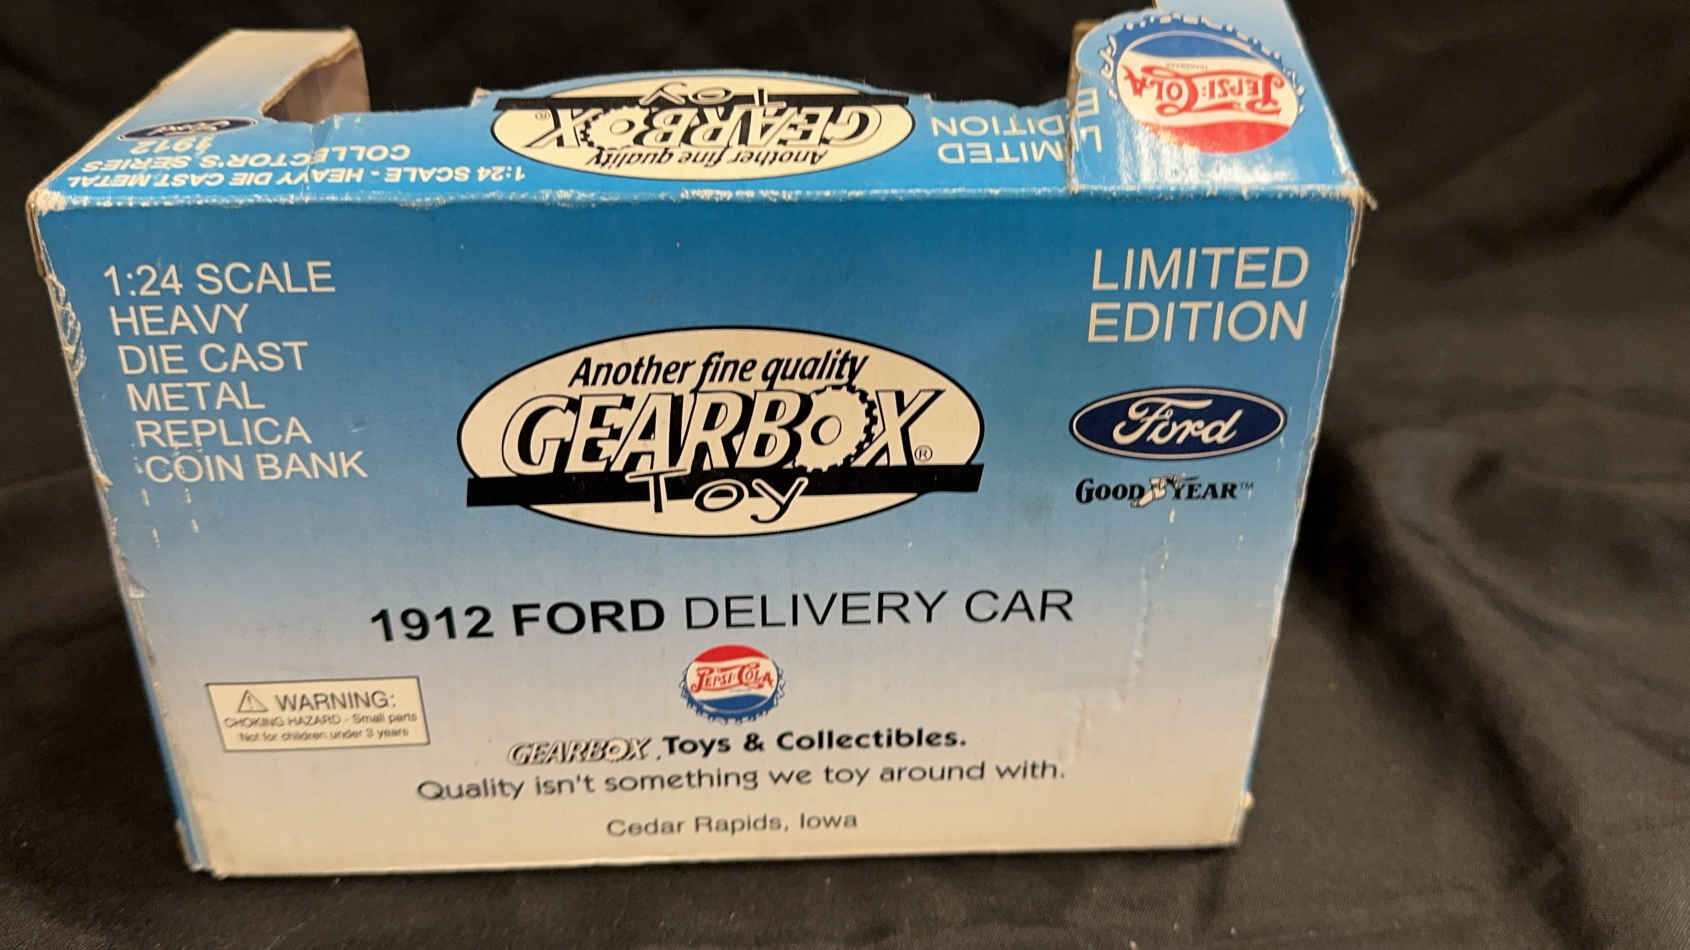 PEPSI:COLA
LIMITED
EDITION
Another fine quality
GEARBOX®
Toy
Ford
1912
COLLECTOR'S SERIES
1:24 SCALE - HEAVY DIE CAST METAL
1:24 SCALE
HEAVY
DIE CAST
METAL
REPLICA
COIN BANK
Another fine quality
GEARBOX®
Toy
LIMITED
EDITION
Ford
GOODYEAR™
1912 FORD DELIVERY CAR
PEPSI:COLA
WARNING:
CHOKING HAZARD - Small parts
Not for children under 3 years
GEARBOX Toys & Collectibles.
Quality isn't something we toy around with.
Cedar Rapids, Iowa